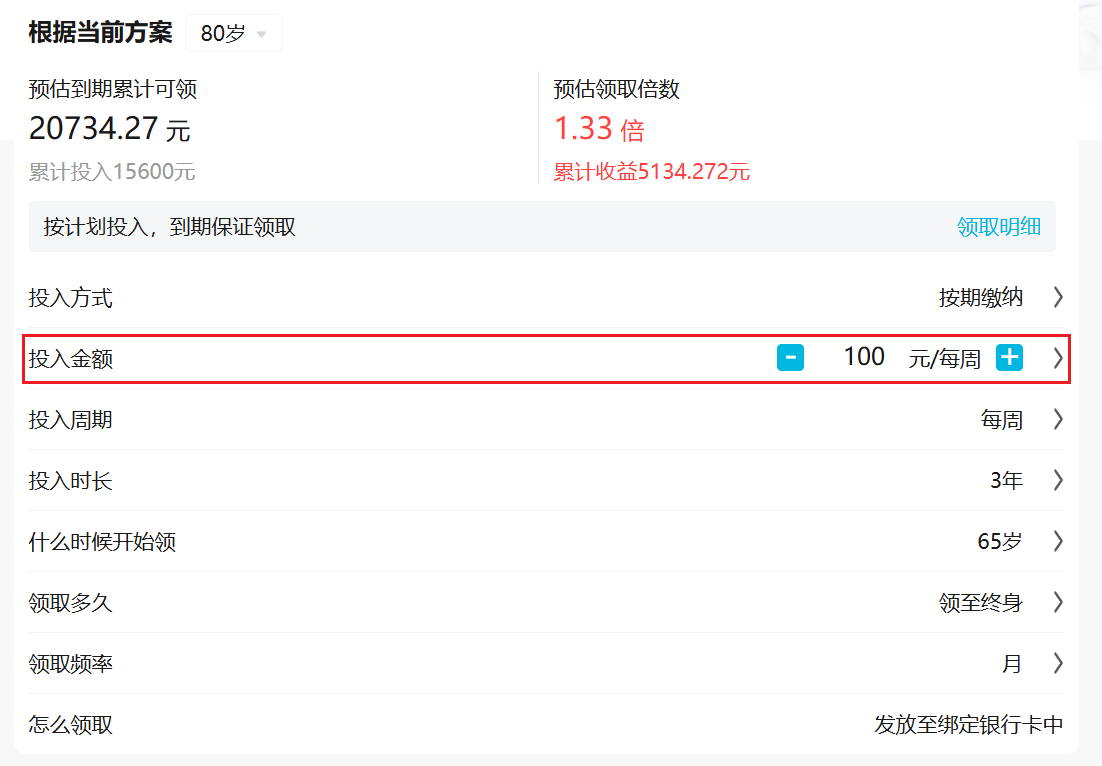 根据当前方案 80岁
预估到期累计可领
20734.27 元
累计投入15600元
预估领取倍数
1.33 倍
累计收益5134.272元
按计划投入，到期保证领取 领取明细
投入方式 按期缴纳
投入金额 - 100 元/每周 +
投入周期 每周
投入时长 3年
什么时候开始领 65岁
领取多久 领至终身
领取频率 月
怎么领取 发放至绑定银行卡中